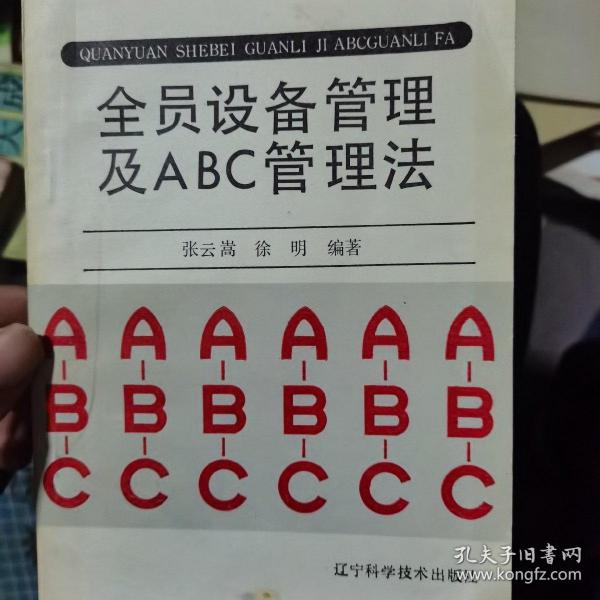 QUANYUAN SHEBEI GUANLI JI ABCGUANLI FA
全员设备管理
及ABC管理法
张云嵩 徐 明 编著
A A A A A A
B B B B B B
C C C C C C
辽宁科学技术出版社
孔夫子旧书网
www.kongfz.com